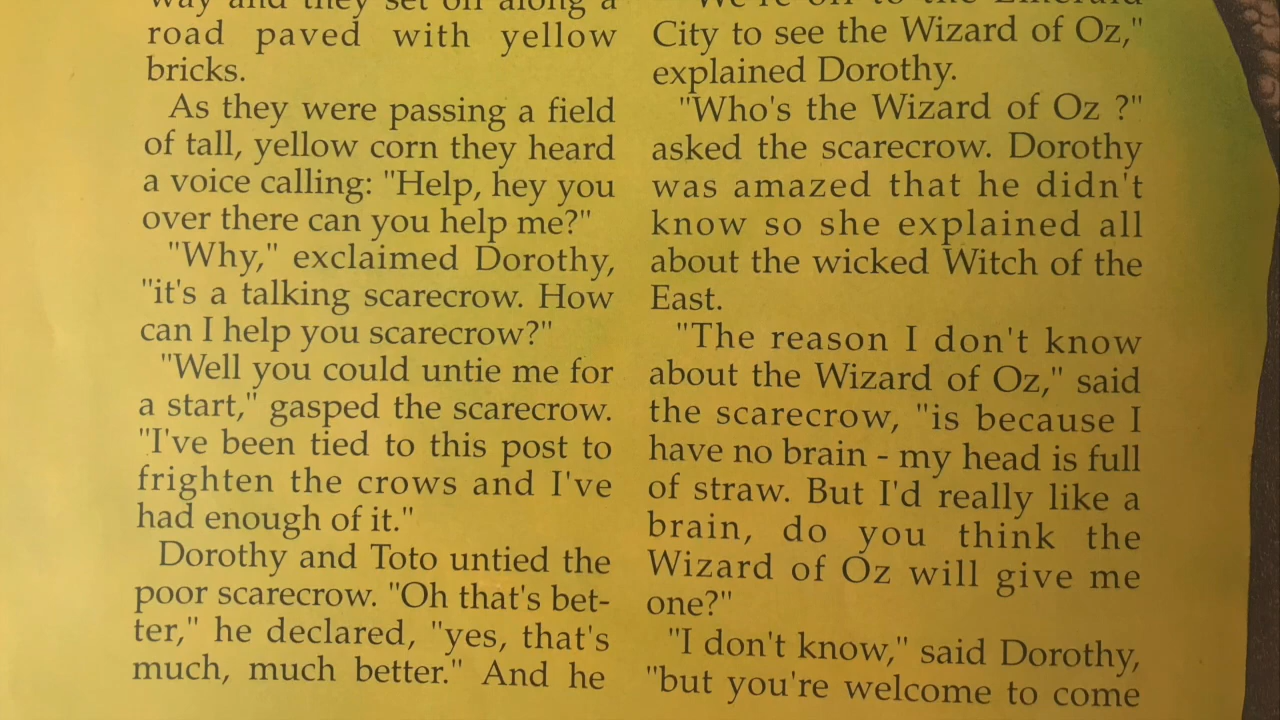 way and they set off along a
road paved with yellow
bricks.
As they were passing a field
of tall, yellow corn they heard
a voice calling: "Help, hey you
over there can you help me?"
"Why," exclaimed Dorothy,
"it's a talking scarecrow. How
can I help you scarecrow?"
"Well you could untie me for
a start," gasped the scarecrow.
"I've been tied to this post to
frighten the crows and I've
had enough of it."
Dorothy and Toto untied the
poor scarecrow. "Oh that's bet-
ter," he declared, "yes, that's
much, much better." And he
"We're off to the Emerald
City to see the Wizard of Oz,"
explained Dorothy.
"Who's the Wizard of Oz ?"
asked the scarecrow. Dorothy
was amazed that he didn't
know so she explained all
about the wicked Witch of the
East.
"The reason I don't know
about the Wizard of Oz," said
the scarecrow, "is because I
have no brain - my head is full
of straw. But I'd really like a
brain, do you think the
Wizard of Oz will give me
one?"
"I don't know," said Dorothy,
"but you're welcome to come